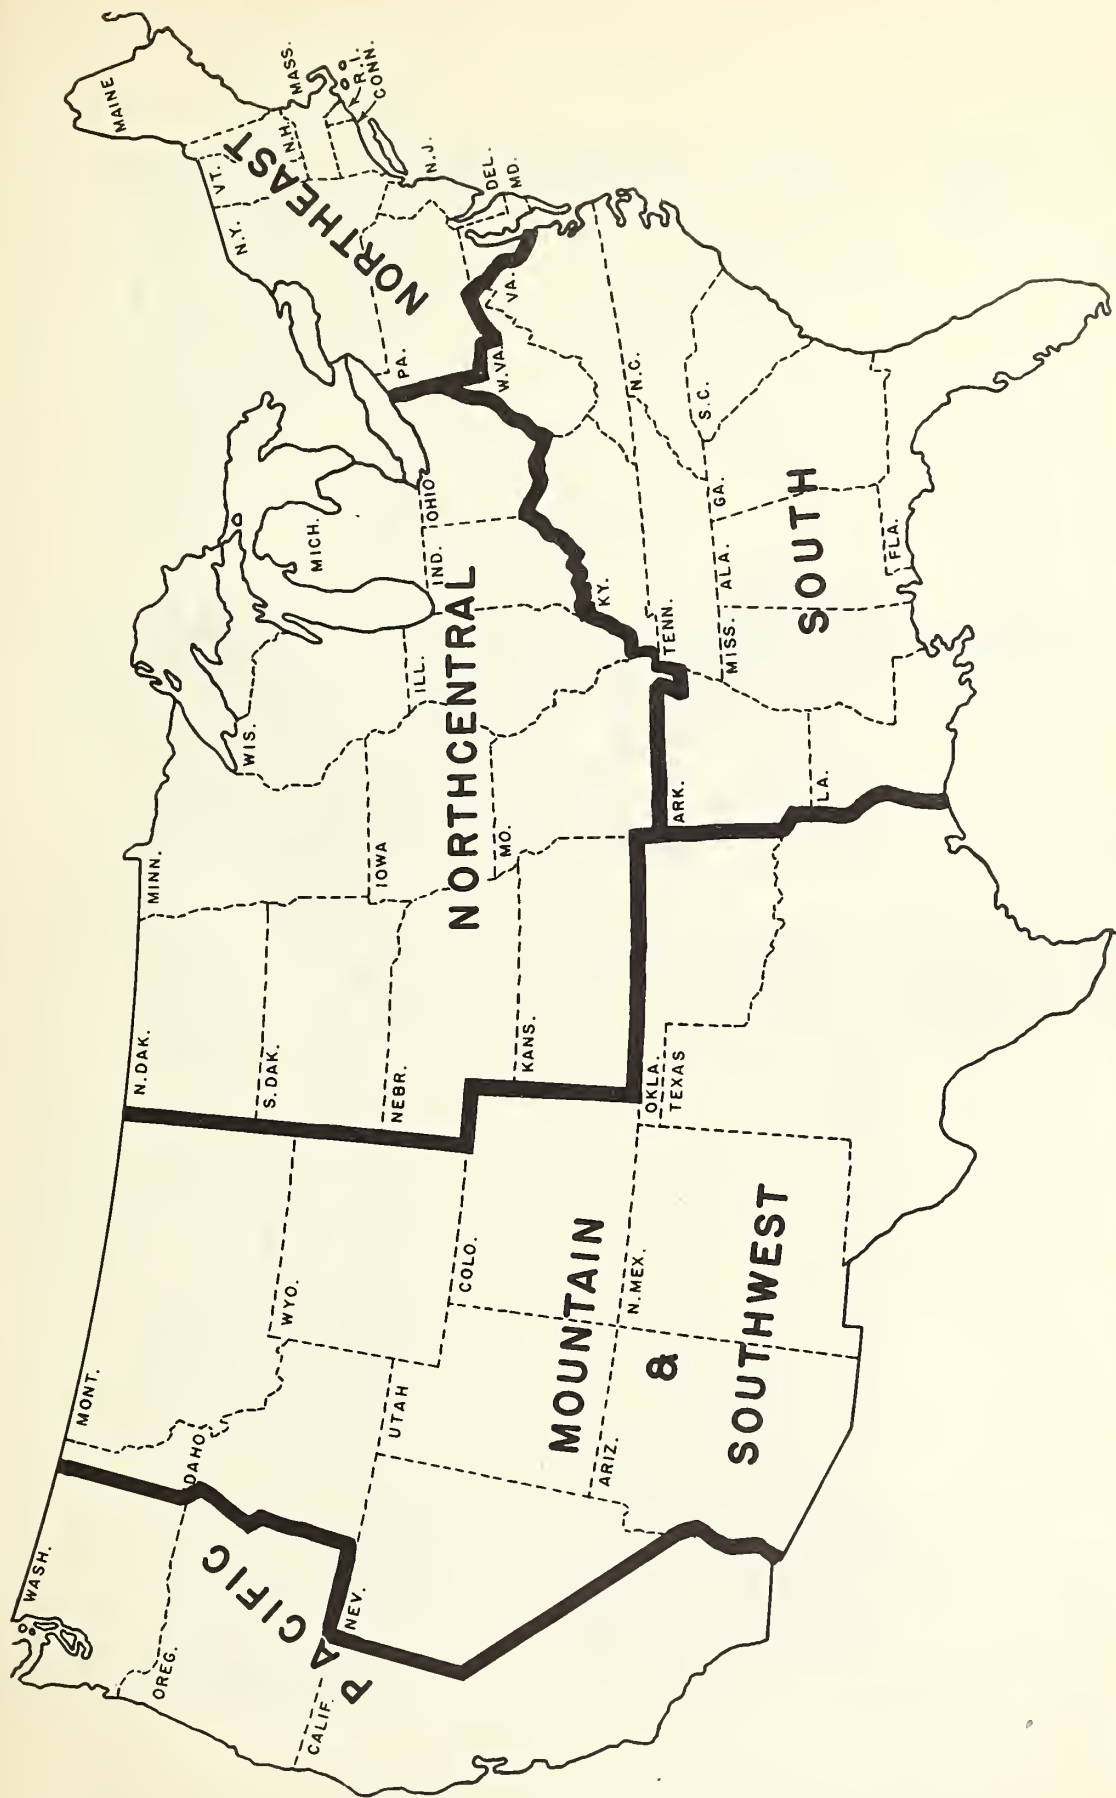 WASH.
OREG.
CALIF.
NEV.
IDAHO
MONT.
WYO.
UTAH
COLO.
ARIZ.
N.MEX.
N.DAK.
S.DAK.
NEBR.
KANS.
OKLA.
TEXAS
MINN.
IOWA
MO.
ARK.
LA.
WIS.
ILL.
MICH.
IND.
OHIO
KY.
TENN.
MISS.
ALA.
GA.
FLA.
S.C.
N.C.
VA.
W.VA.
PA.
N.Y.
VT.
N.H.
MAINE
MASS.
R.I.
CONN.
N.J.
DEL.
MD.
PACIFIC
MOUNTAIN
&
SOUTHWEST
NORTHCENTRAL
SOUTH
NORTHEAST